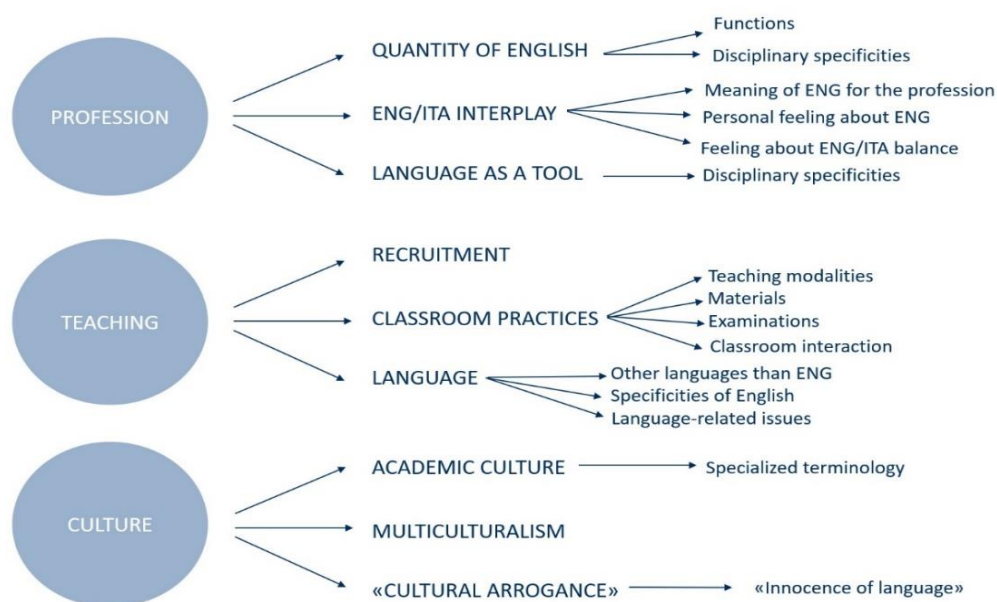 PROFESSION
QUANTITY OF ENGLISH
Functions
Disciplinary specificities
ENG/ITA INTERPLAY
Meaning of ENG for the profession
Personal feeling about ENG
Feeling about ENG/ITA balance
LANGUAGE AS A TOOL
Disciplinary specificities
TEACHING
RECRUITMENT
CLASSROOM PRACTICES
Teaching modalities
Materials
Examinations
Classroom interaction
LANGUAGE
Other languages than ENG
Specificities of English
Language-related issues
CULTURE
ACADEMIC CULTURE
Specialized terminology
MULTICULTURALISM
«CULTURAL ARROGANCE»
«Innocence of language»